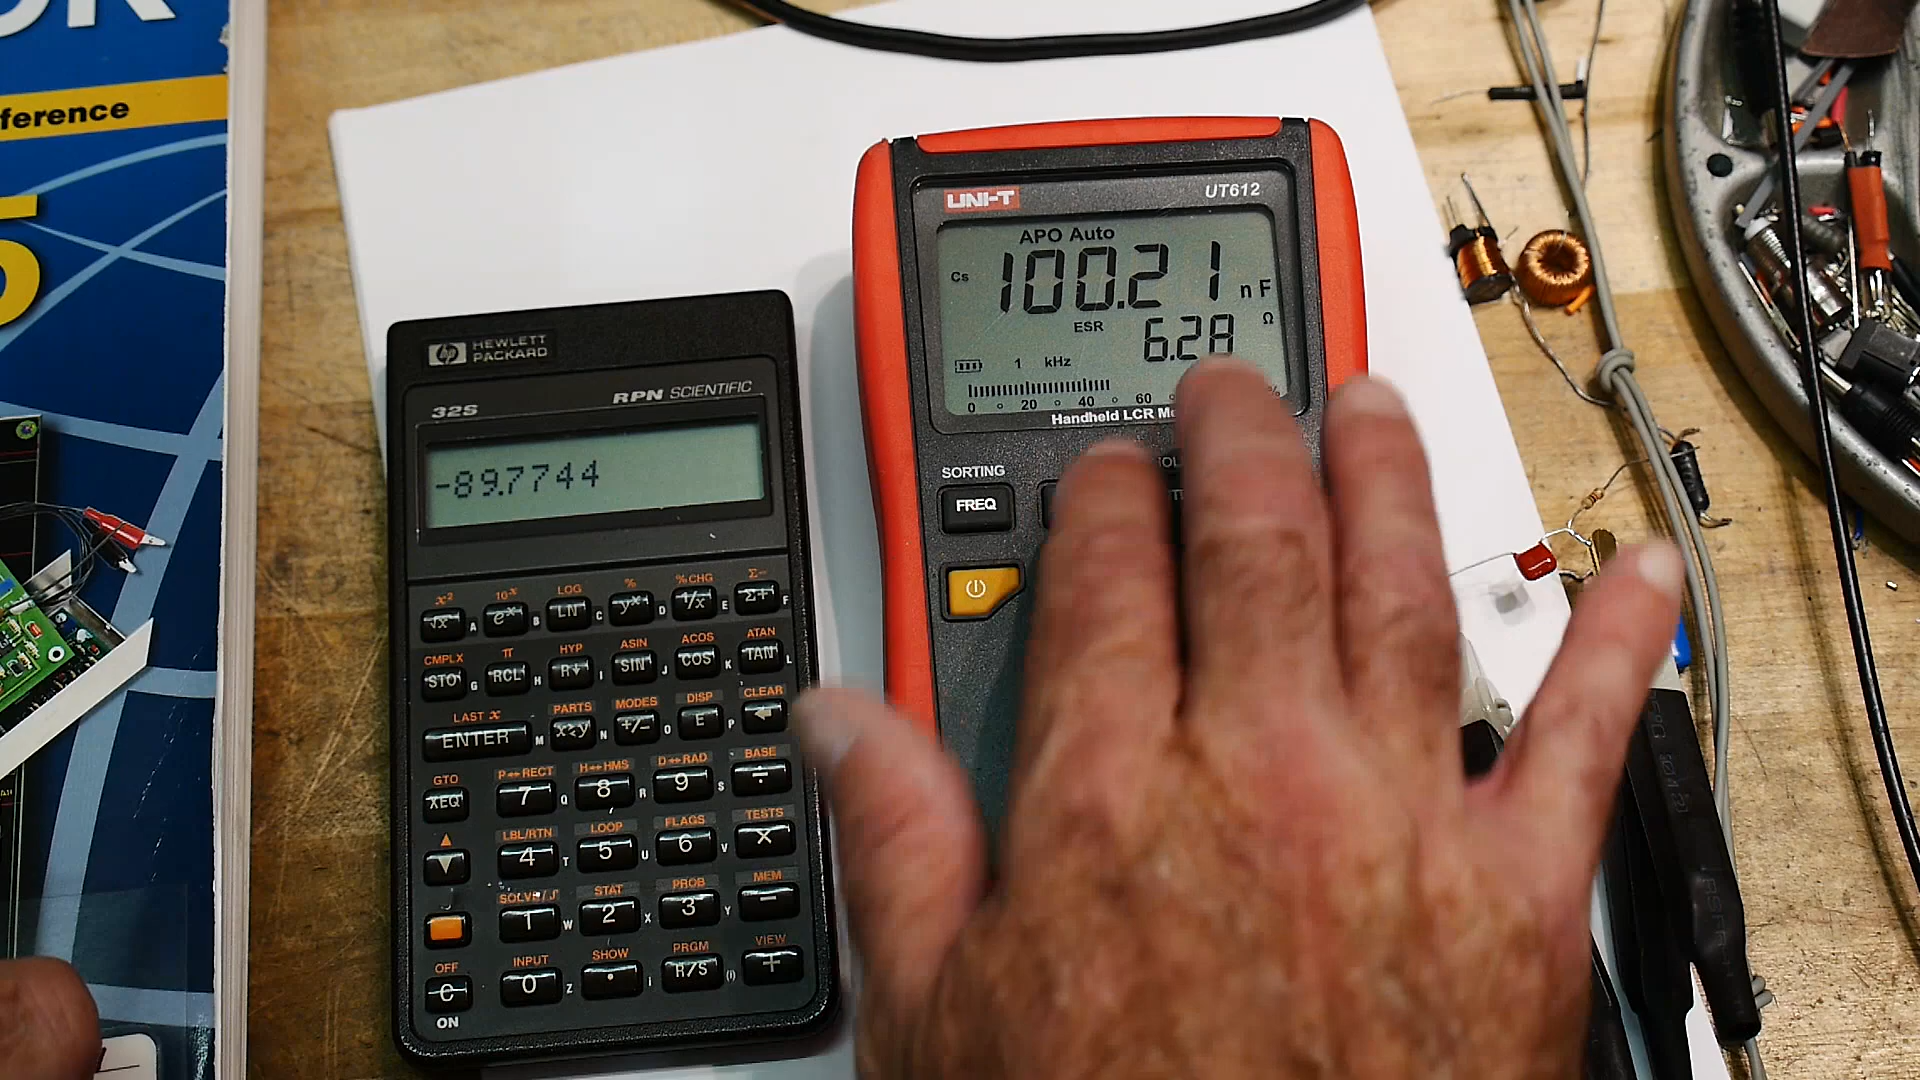 ference
5
UNI-T
UT612
APO Auto
Cs 100.21 nF
ESR 6.28 Ω
1 kHz
0 20 40 60 %
Handheld LCR
SORTING
FREQ
hp HEWLETT PACKARD
32S RPN SCIENTIFIC
-89.7744
x² 10ˣ LOG % %CHG Σ-
√x A eˣ B LN C yˣ D 1/x E Σ+ F
CMPLX π HYP ASIN ACOS ATAN
STO G RCL H R↓ I SIN J COS K TAN L
LAST x PARTS MODES DISP CLEAR
ENTER M x≷y N +/- O E P ←
GTO P↔RECT H↔HMS D↔RAD BASE
XEQ 7 Q 8 R 9 S ÷
▲ LBL/RTN LOOP FLAGS TESTS
▼ 4 T 5 U 6 V ×
SOLVE/∫ STAT PROB MEM
1 W 2 X 3 Y −
OFF INPUT SHOW PRGM VIEW
C 0 Z · i R/S (i) +
ON